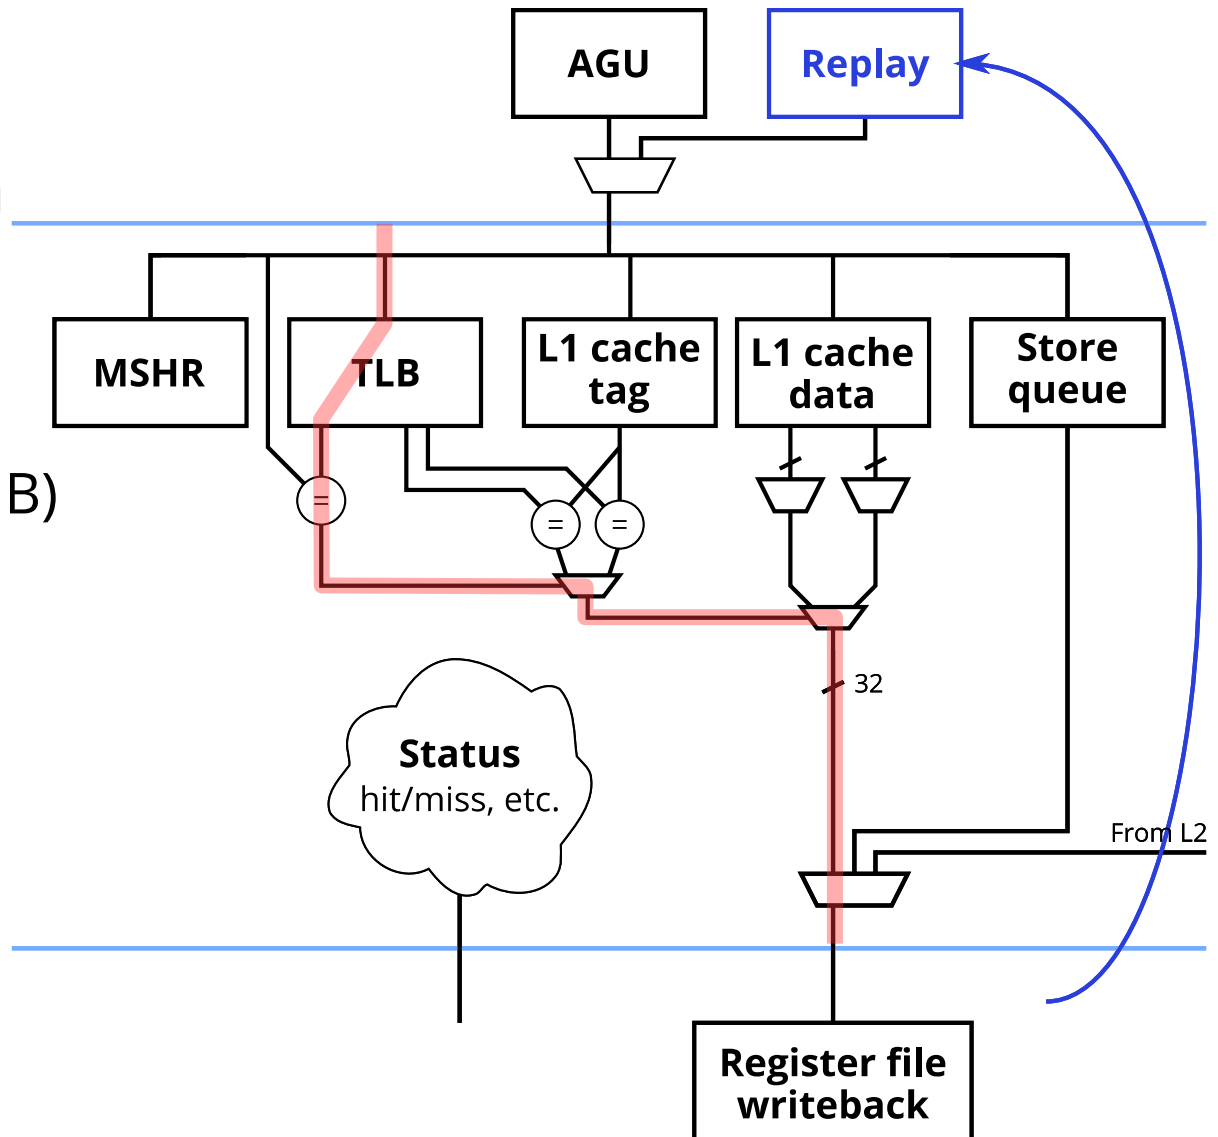 AGU
Replay
MSHR
TLB
L1 cache
tag
L1 cache
data
Store
queue
B)
=
=
=
32
Status
hit/miss, etc.
From L2
Register file
writeback